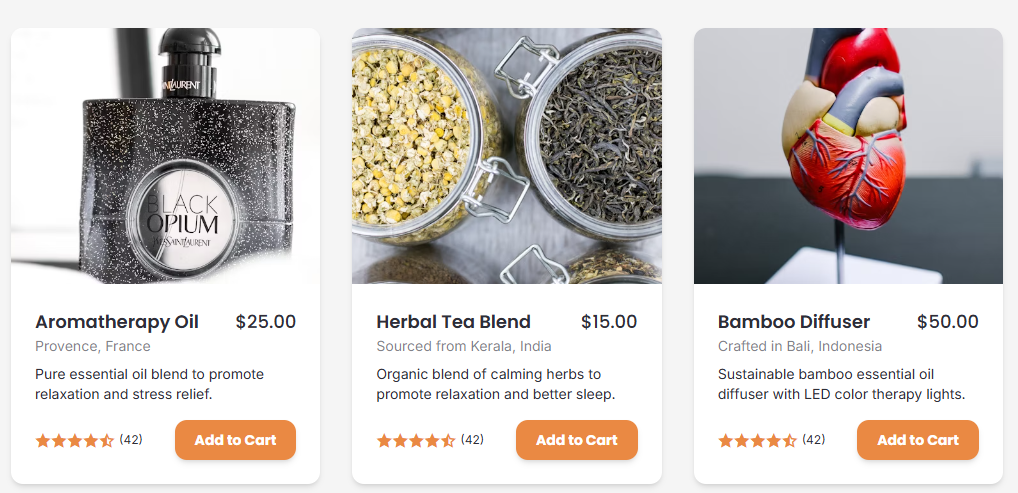 SAINT LAURENT
BLACK
OPIUM
YVES SAINT LAURENT
Aromatherapy Oil $25.00
Provence, France
Pure essential oil blend to promote
relaxation and stress relief.
(42) Add to Cart
Herbal Tea Blend $15.00
Sourced from Kerala, India
Organic blend of calming herbs to
promote relaxation and better sleep.
(42) Add to Cart
Bamboo Diffuser $50.00
Crafted in Bali, Indonesia
Sustainable bamboo essential oil
diffuser with LED color therapy lights.
(42) Add to Cart